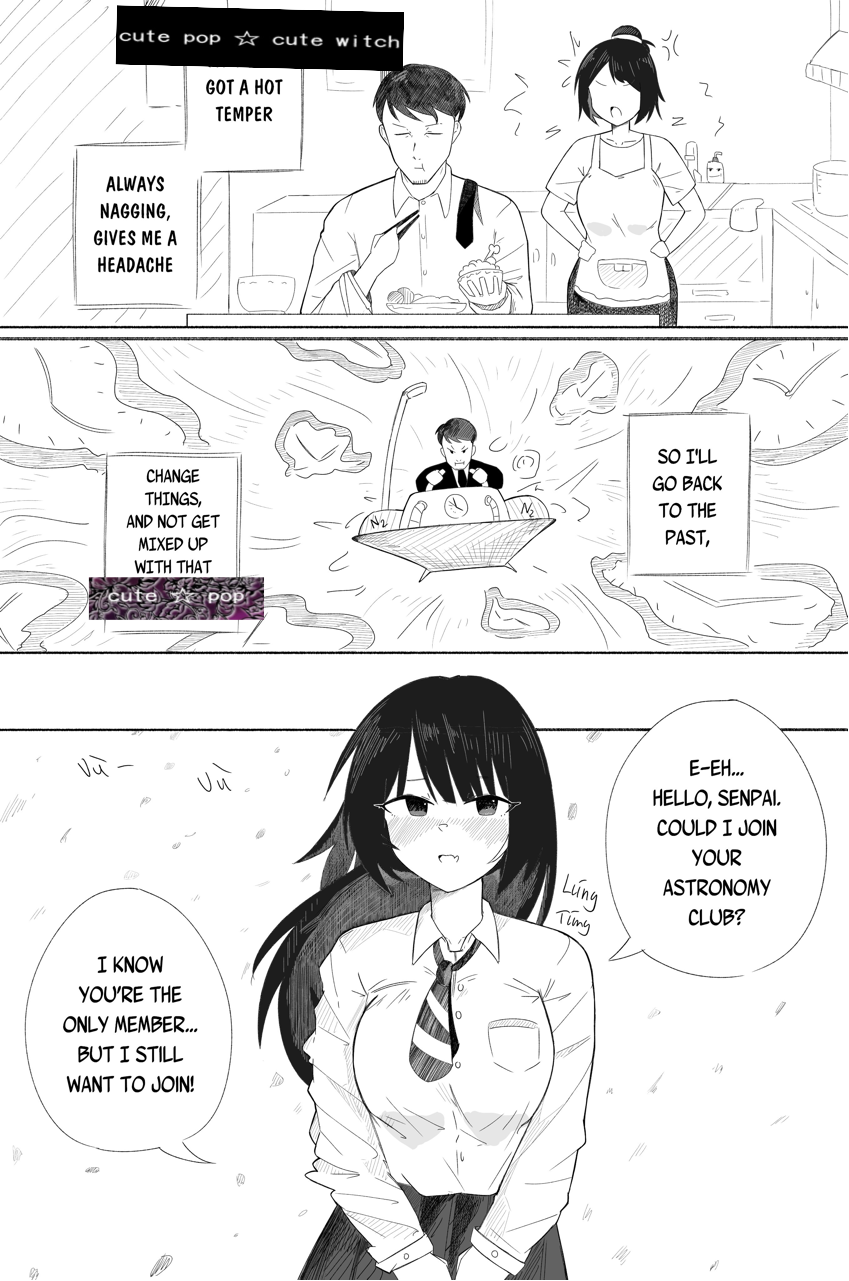 cute pop ☆ cute witch
GOT A HOT
TEMPER
ALWAYS
NAGGING,
GIVES ME A
HEADACHE
SO I'LL
GO BACK
TO THE
PAST,
CHANGE
THINGS,
AND NOT GET
MIXED UP
WITH THAT
cute ☆ pop
N2
N2
E-EH...
HELLO, SENPAI.
COULD I JOIN
YOUR
ASTRONOMY
CLUB?
Vù –
Vù
Lúng
Túng
I KNOW
YOU'RE THE
ONLY MEMBER...
BUT I STILL
WANT TO JOIN!